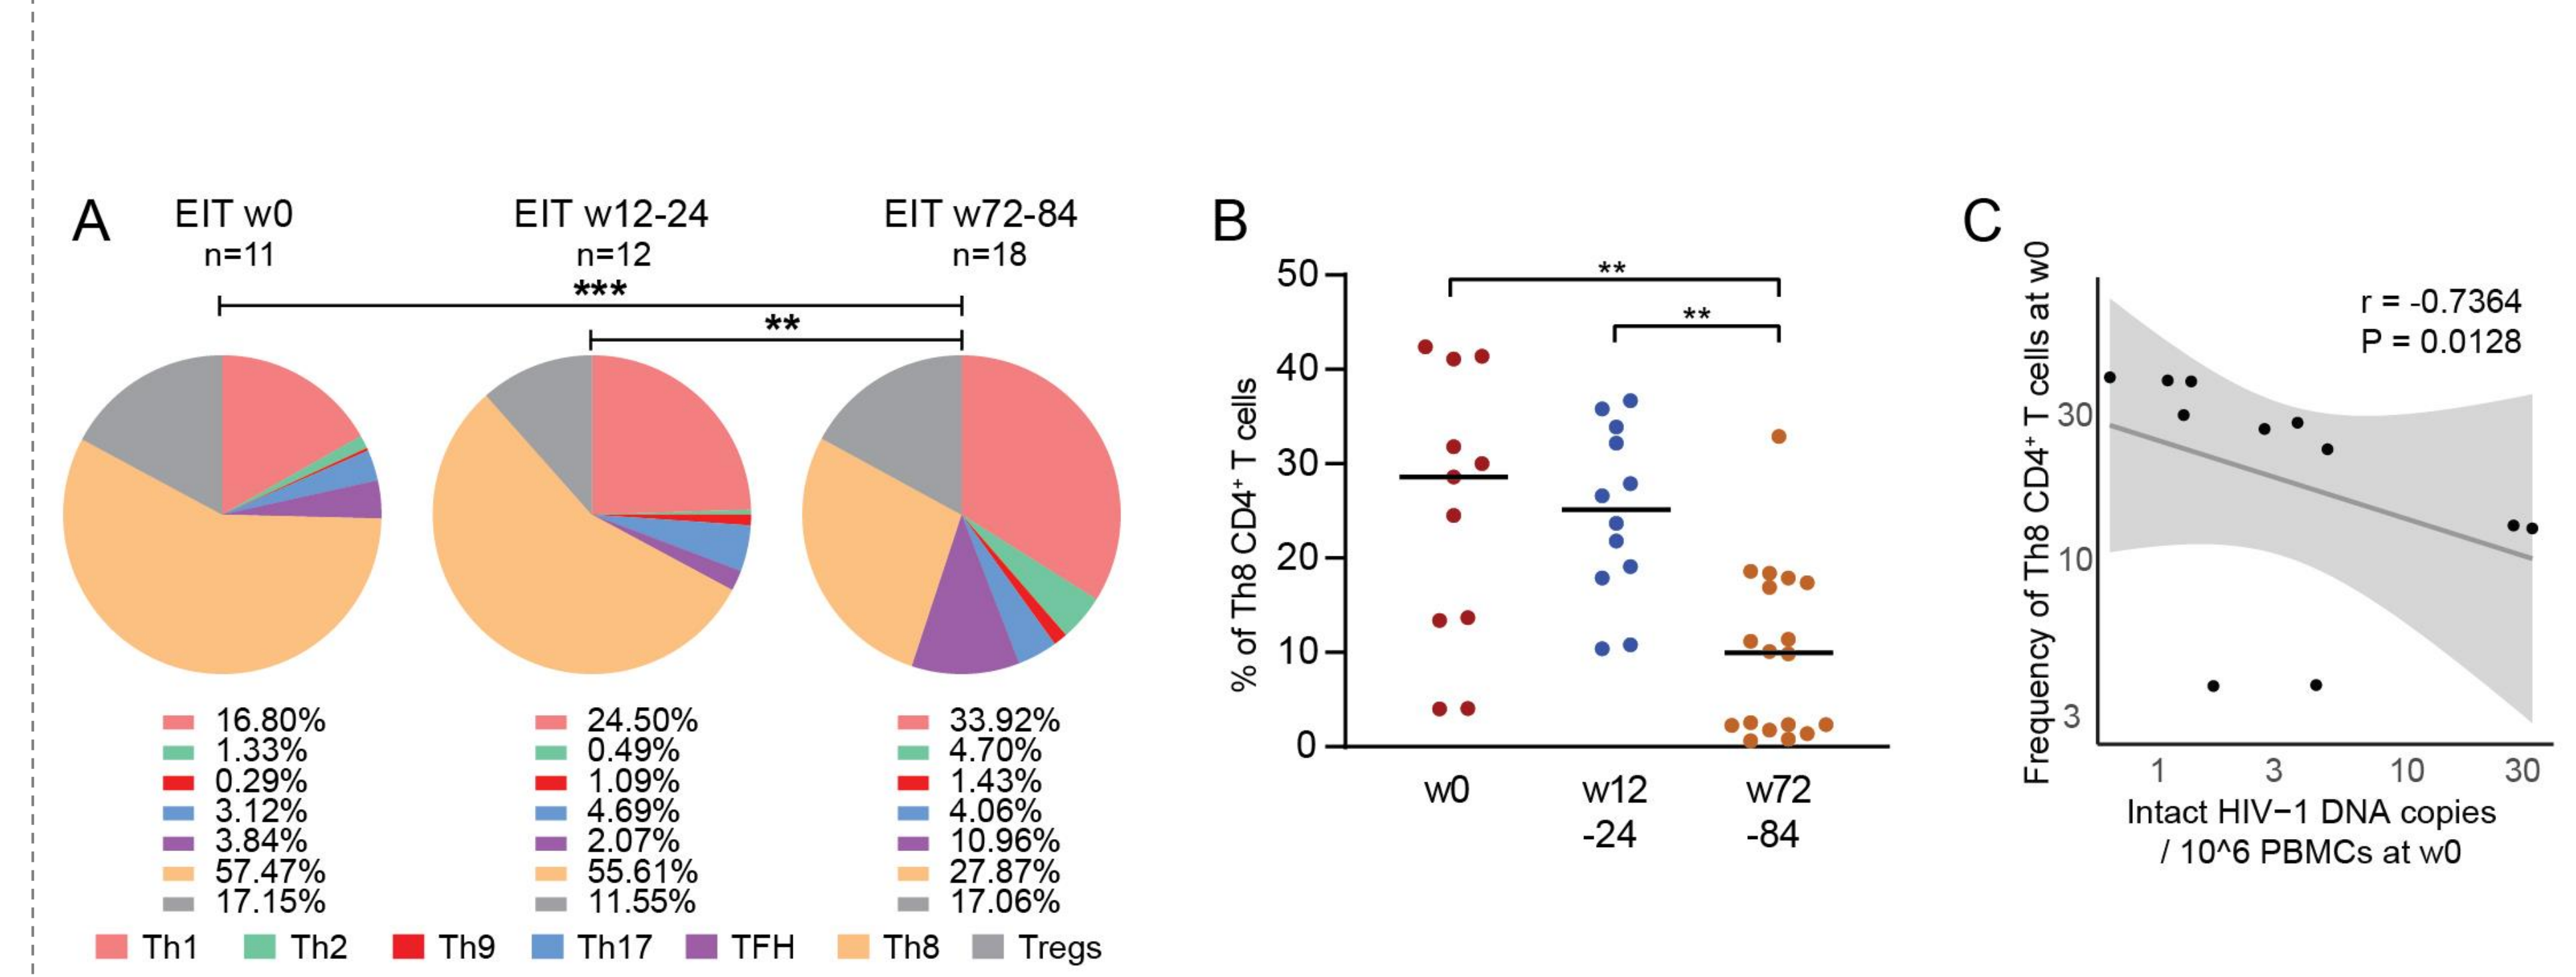 A
EIT w0
n=11
EIT w12-24
n=12
EIT w72-84
n=18
***
**
16.80%
1.33%
0.29%
3.12%
3.84%
57.47%
17.15%
24.50%
0.49%
1.09%
4.69%
2.07%
55.61%
11.55%
33.92%
4.70%
1.43%
4.06%
10.96%
27.87%
17.06%
Th1 Th2 Th9 Th17 TFH Th8 Tregs
B
% of Th8 CD4⁺ T cells
50
40
30
20
10
0
**
**
w0
w12
-24
w72
-84
C
Frequency of Th8 CD4⁺ T cells at w0
r = -0.7364
P = 0.0128
30
10
3
1 3 10 30
Intact HIV−1 DNA copies
/ 10^6 PBMCs at w0